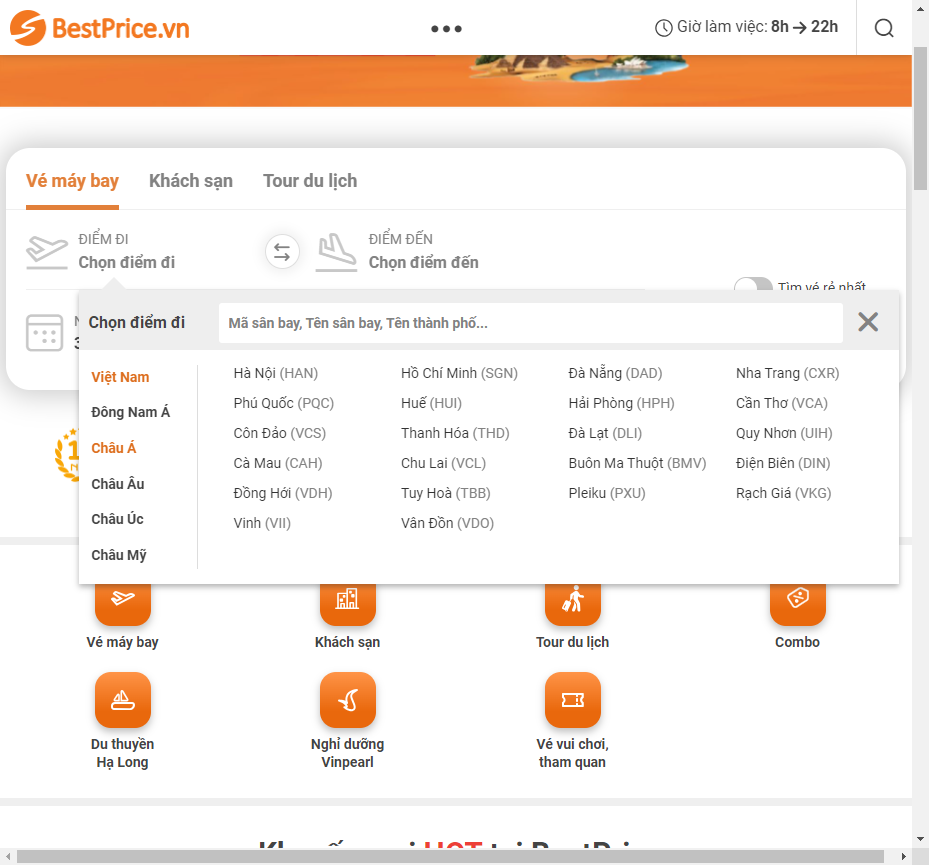 BestPrice.vn
Giờ làm việc: 8h → 22h
Vé máy bay Khách sạn Tour du lịch
ĐIỂM ĐI
Chọn điểm đi
ĐIỂM ĐẾN
Chọn điểm đến
Tìm vé rẻ nhất
Chọn điểm đi
Mã sân bay, Tên sân bay, Tên thành phố...
Việt Nam
Đông Nam Á
Châu Á
Châu Âu
Châu Úc
Châu Mỹ
Hà Nội (HAN) Hồ Chí Minh (SGN) Đà Nẵng (DAD) Nha Trang (CXR)
Phú Quốc (PQC) Huế (HUI) Hải Phòng (HPH) Cần Thơ (VCA)
Côn Đảo (VCS) Thanh Hóa (THD) Đà Lạt (DLI) Quy Nhơn (UIH)
Cà Mau (CAH) Chu Lai (VCL) Buôn Ma Thuột (BMV) Điện Biên (DIN)
Đồng Hới (VDH) Tuy Hoà (TBB) Pleiku (PXU) Rạch Giá (VKG)
Vinh (VII) Vân Đồn (VDO)
Vé máy bay
Khách sạn
Tour du lịch
Combo
Du thuyền
Hạ Long
Nghỉ dưỡng
Vinpearl
Vé vui chơi,
tham quan